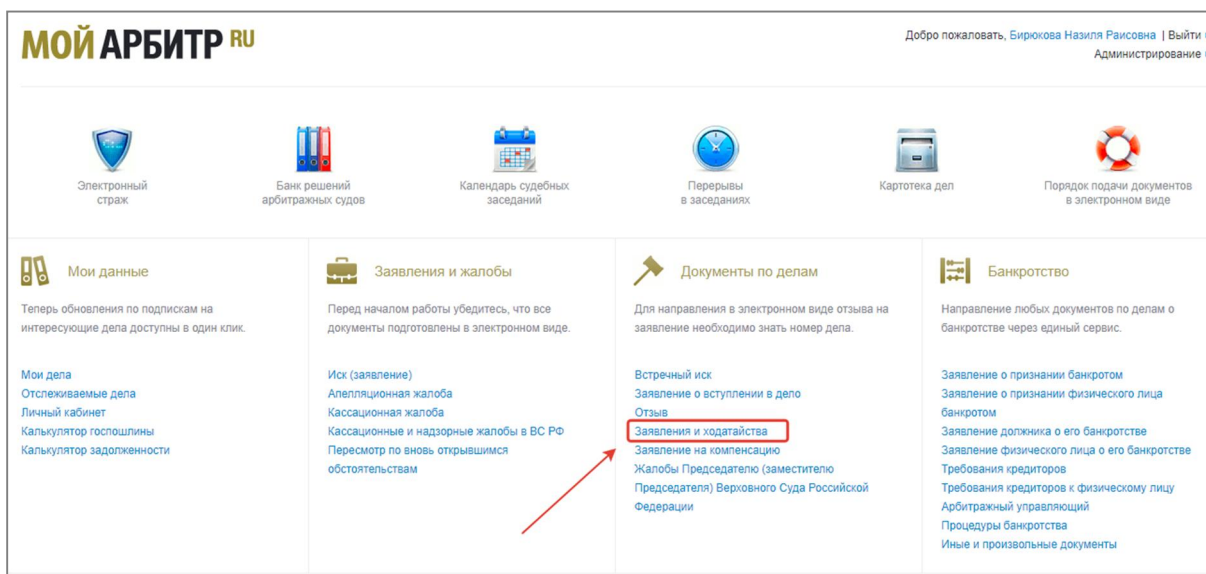 МОЙ АРБИТР RU
Добро пожаловать, Бирюкова Назиля Раисовна | Выйти
Администрирование
Электронный
страж
Банк решений
арбитражных судов
Календарь судебных
заседаний
Перерывы
в заседаниях
Картотека дел
Порядок подачи документов
в электронном виде
Мои данные
Теперь обновления по подпискам на
интересующие дела доступны в один клик.
Мои дела
Отслеживаемые дела
Личный кабинет
Калькулятор госпошлины
Калькулятор задолженности
Заявления и жалобы
Перед началом работы убедитесь, что все
документы подготовлены в электронном виде.
Иск (заявление)
Апелляционная жалоба
Кассационная жалоба
Кассационные и надзорные жалобы в ВС РФ
Пересмотр по вновь открывшимся
обстоятельствам
Документы по делам
Для направления в электронном виде отзыва на
заявление необходимо знать номер дела.
Встречный иск
Заявление о вступлении в дело
Отзыв
Заявления и ходатайства
Заявление на компенсацию
Жалобы Председателю (заместителю
Председателя) Верховного Суда Российской
Федерации
Банкротство
Направление любых документов по делам о
банкротстве через единый сервис.
Заявление о признании банкротом
Заявление о признании физического лица
банкротом
Заявление должника о его банкротстве
Заявление физического лица о его банкротстве
Требования кредиторов
Требования кредиторов к физическому лицу
Арбитражный управляющий
Процедуры банкротства
Иные и произвольные документы